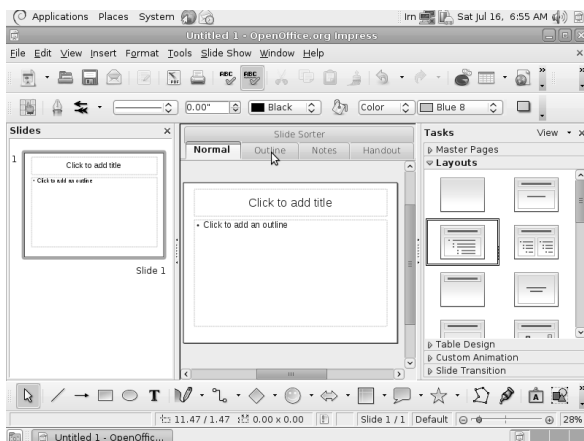 Applications Places System Irn Sat Jul 16, 6:55 AM
Untitled 1 - OpenOffice.org Impress
File Edit View Insert Format Tools Slide Show Window Help
ABC ABC
0.00" Black Color Blue 8
Slides
Slide Sorter
Normal Outline Notes Handout
Tasks View
Master Pages
Layouts
1
Click to add title
• Click to add an outline
Slide 1
Click to add title
• Click to add an outline
Table Design
Custom Animation
Slide Transition
T
11.47 / 1.47 0.00 x 0.00 Slide 1 / 1 Default 28%
Untitled 1 - OpenOffic...